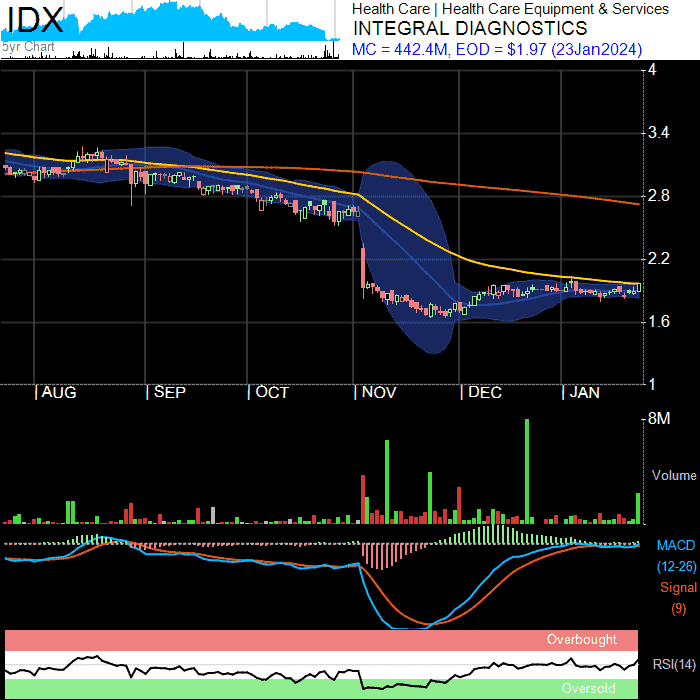 IDX
5yr Chart
Health Care | Health Care Equipment & Services
INTEGRAL DIAGNOSTICS
MC = 442.4M, EOD = $1.97 (23Jan2024)
4
3.4
2.8
2.2
1.6
1
| AUG | SEP | OCT | NOV | DEC | JAN
8M
Volume
MACD
(12-26)
Signal
(9)
Overbought
RSI(14)
Oversold